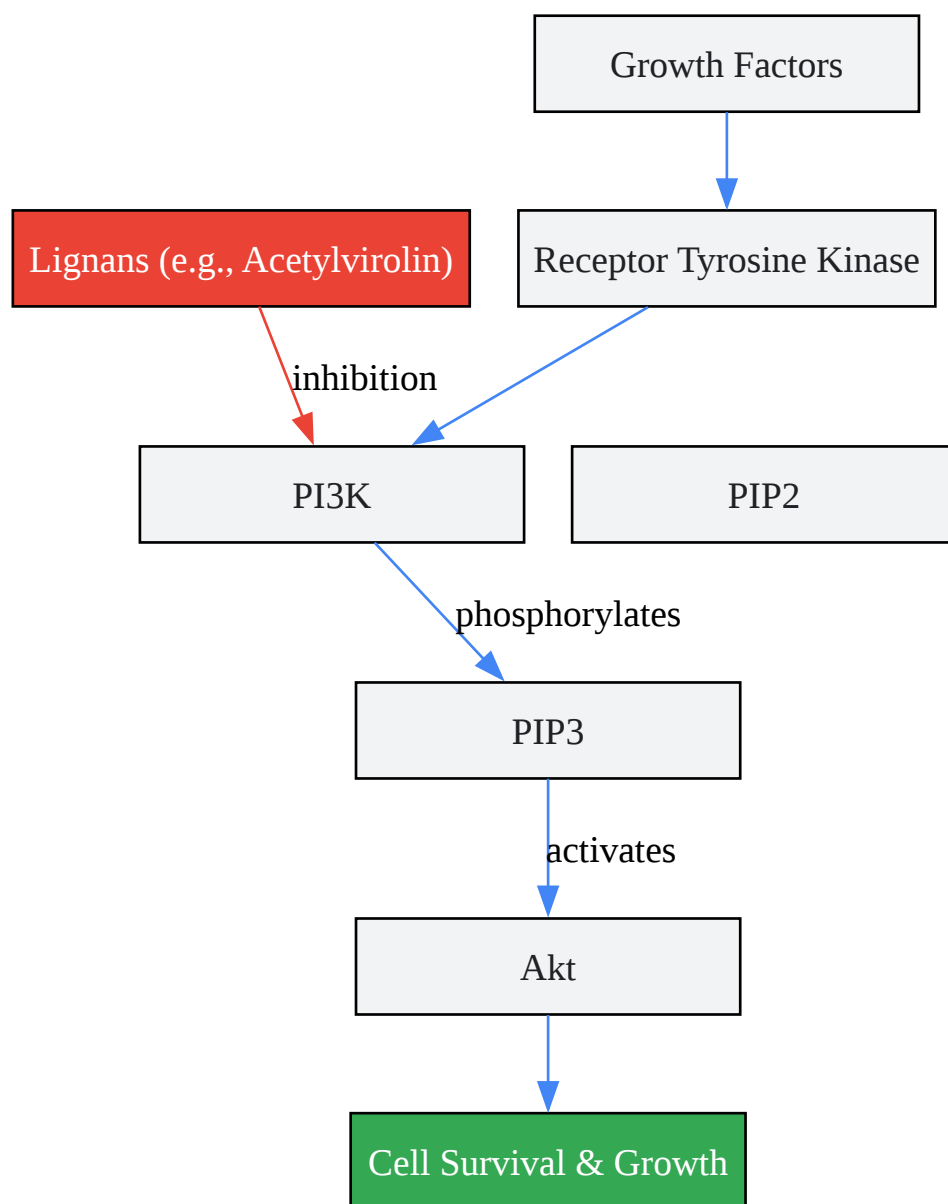 Growth Factors
Lignans (e.g., Acetylvirolin)
Receptor Tyrosine Kinase
inhibition
PI3K
PIP2
phosphorylates
PIP3
activates
Akt
Cell Survival & Growth